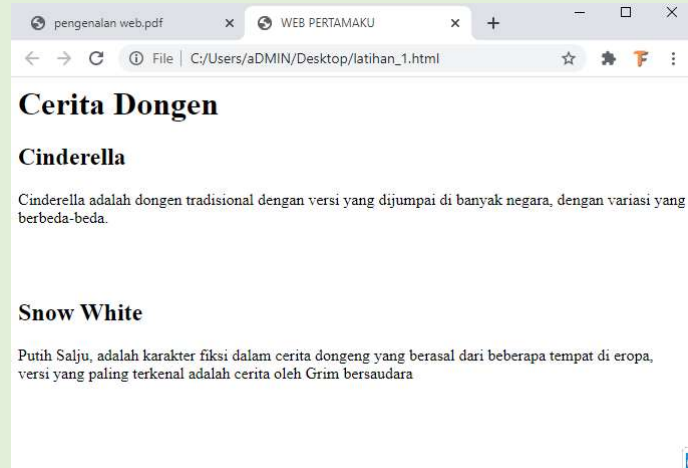 pengenalan web.pdf
WEB PERTAMAKU
File | C:/Users/aDMIN/Desktop/latihan_1.html
Cerita Dongen
Cinderella
Cinderella adalah dongen tradisional dengan versi yang dijumpai di banyak negara, dengan variasi yang
berbeda-beda.
Snow White
Putih Salju, adalah karakter fiksi dalam cerita dongeng yang berasal dari beberapa tempat di eropa,
versi yang paling terkenal adalah cerita oleh Grim bersaudara